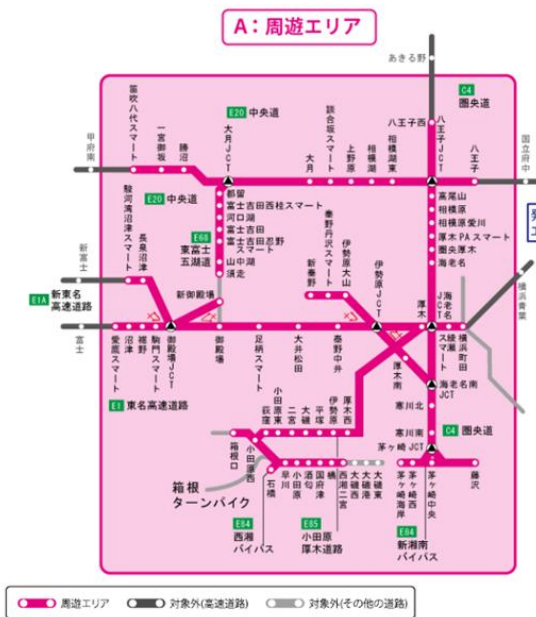 A：周遊エリア
あきる野
C4
圏央道
笛吹八代スマート
一宮御坂
勝沼
E20 中央道
大月JCT
大月
談合坂スマート
上野原
相模湖
相模湖東
八王子西
八王子JCT
八王子
国立府中
甲府南
E20 中央道
駿河湾沼津スマート
長泉沼津
E68
東富士
五湖道
都留
富士吉田西桂スマート
河口湖
富士吉田
富士吉田忍野
スマート
山中湖
須走
新御殿場
新秦野
秦野丹沢スマート
伊勢原大山
伊勢原JCT
高尾山
相模原
相模原愛川
厚木PAスマート
圏央厚木
海老名
厚木
海老名JCT
綾瀬スマート
横浜町田
横浜青葉
新富士
E1A 新東名
高速道路
富士
愛鷹スマート
沼津
裾野
駒門スマート
御殿場JCT
御殿場
足柄スマート
大井松田
秦野中井
厚木南
海老名南
JCT
E1 東名高速道路
寒川北
寒川南
茅ヶ崎JCT
C4 圏央道
箱根口
小田原西
荻窪
小田原東
二宮
大磯
平塚
伊勢原
厚木西
箱根
ターンパイク
石橋
早川
小田原
酒匂
国府津
橘
西湘二宮
大磯西
大磯港
大磯東
茅ヶ崎海岸
茅ヶ崎西
茅ヶ崎中央
藤沢
E84
西湘
バイパス
E85
小田原
厚木道路
E84
新湘南
バイパス
周遊エリア
対象外(高速道路)
対象外(その他の道路)